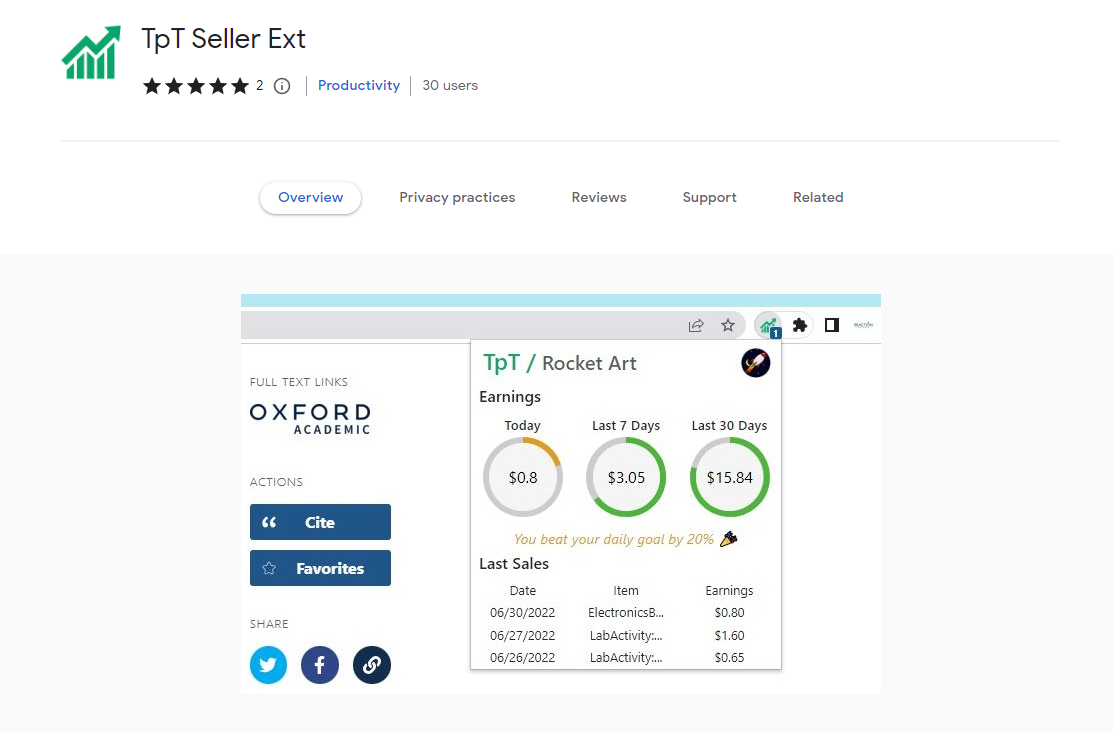 TpT Seller Ext
2
Productivity
30 users
Overview
Privacy practices
Reviews
Support
Related
1
TpT / Rocket Art
FULL TEXT LINKS
OXFORD
ACADEMIC
ACTIONS
Cite
Favorites
SHARE
Earnings
Today
Last 7 Days
Last 30 Days
$0.8
$3.05
$15.84
You beat your daily goal by 20%
Last Sales
Date Item Earnings
06/30/2022 ElectronicsB... $0.80
06/27/2022 LabActivity:... $1.60
06/26/2022 LabActivity:... $0.65